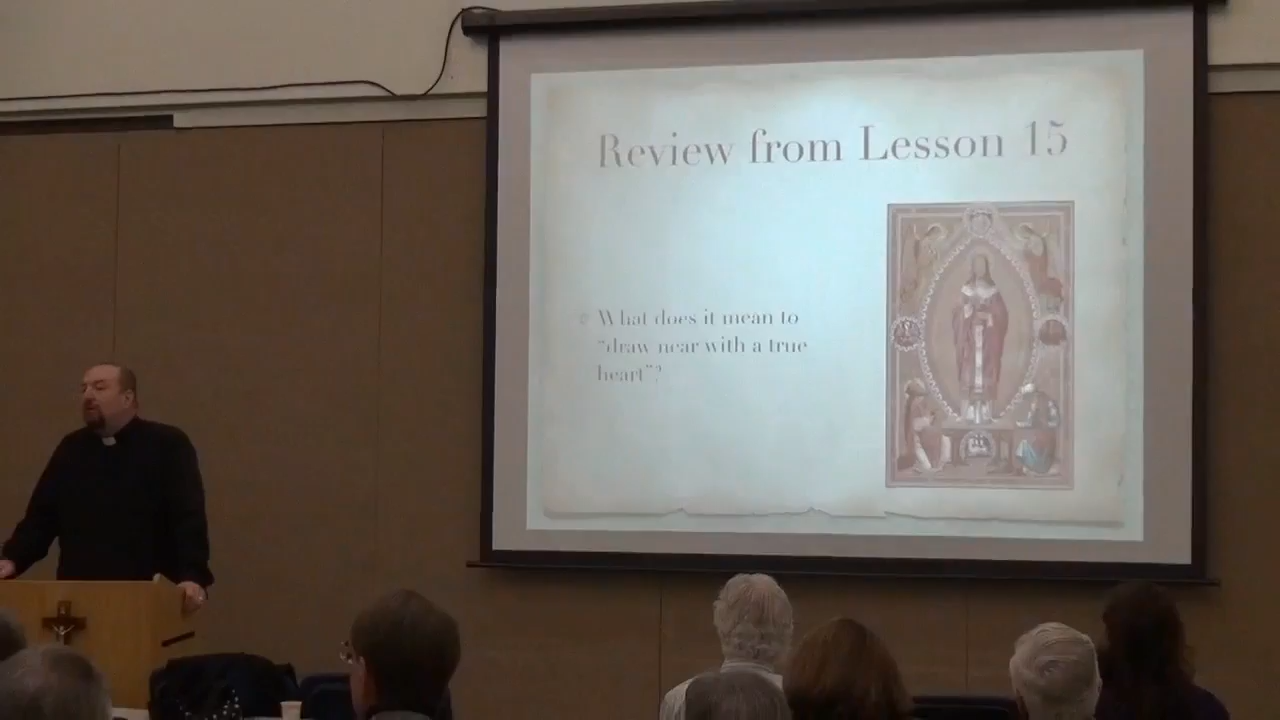 Review from Lesson 15
What does it mean to
“draw near with a true
heart”?